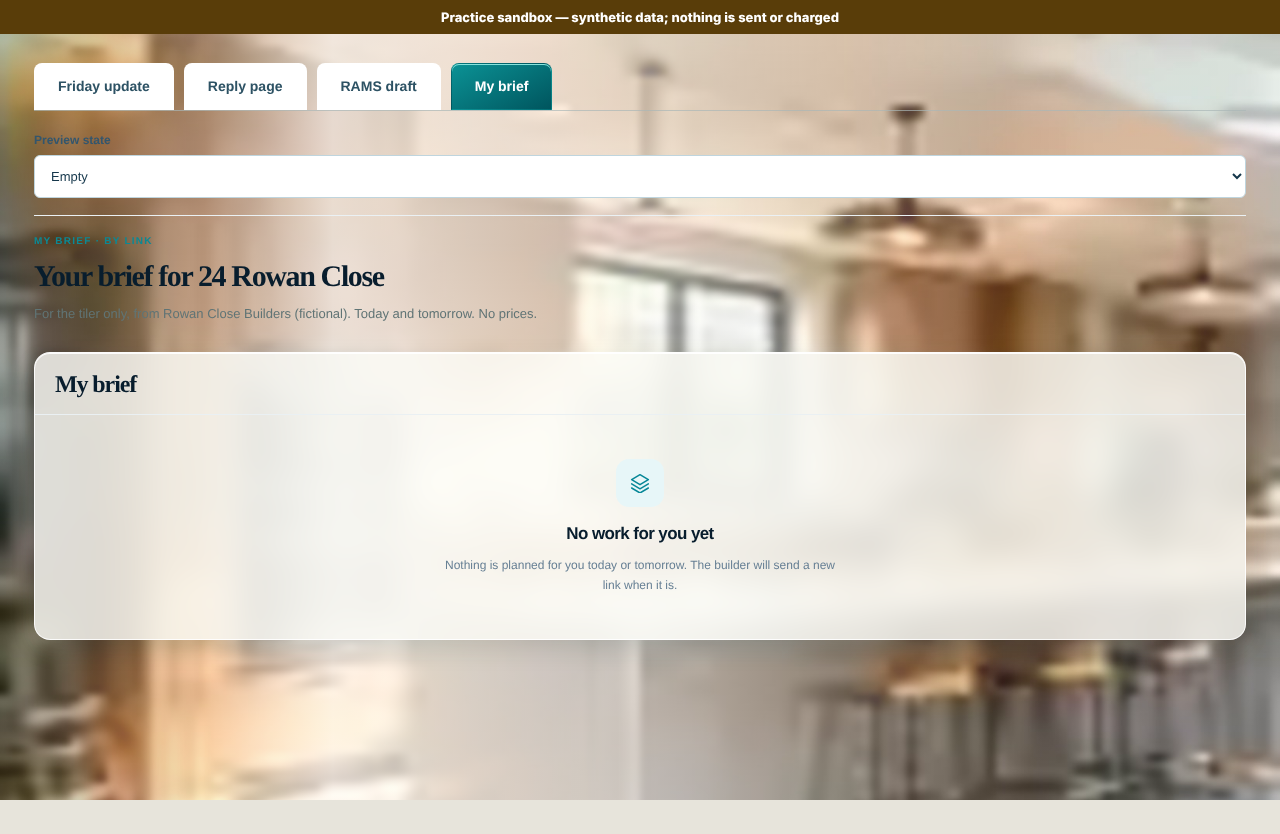 Practice sandbox — synthetic data; nothing is sent or charged
Friday update
Reply page
RAMS draft
My brief
Preview state
Empty
MY BRIEF · BY LINK
Your brief for 24 Rowan Close
For the tiler only, from Rowan Close Builders (fictional). Today and tomorrow. No prices.
My brief
No work for you yet
Nothing is planned for you today or tomorrow. The builder will send a new
link when it is.